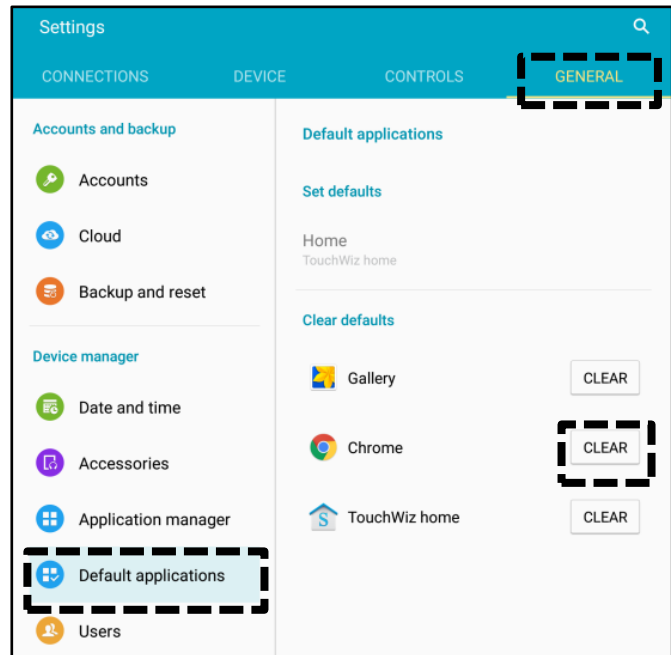 Settings
CONNECTIONS DEVICE CONTROLS GENERAL
Accounts and backup
Accounts
Cloud
Backup and reset
Device manager
Date and time
Accessories
Application manager
Default applications
Users
Default applications
Set defaults
Home
TouchWiz home
Clear defaults
Gallery CLEAR
Chrome CLEAR
S TouchWiz home CLEAR